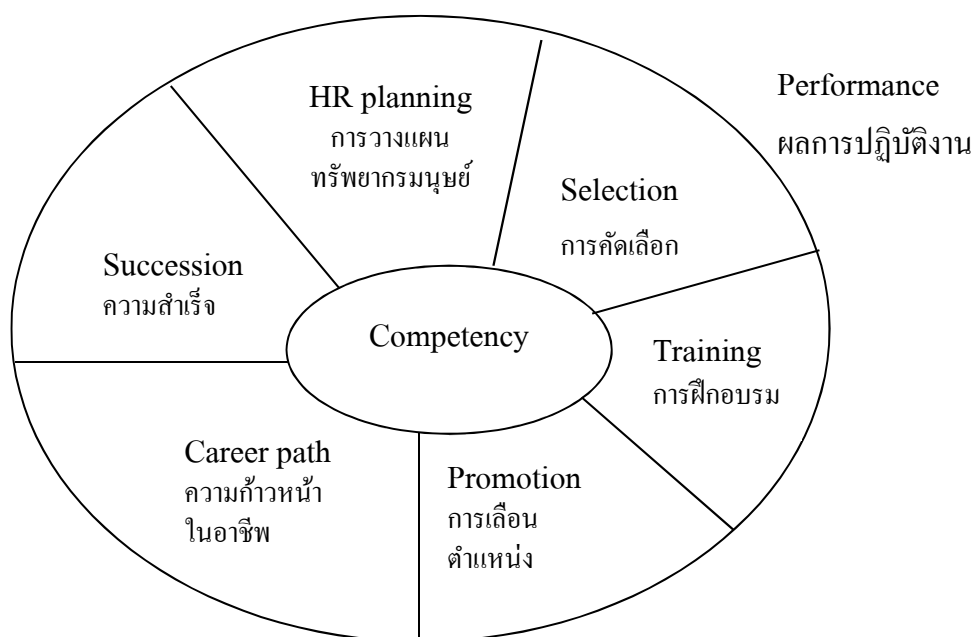 HR planning
การวางแผน
ทรัพยากรมนุษย์
Performance
ผลการปฏิบัติงาน
Selection
การคัดเลือก
Succession
ความสำเร็จ
Competency
Training
การฝึกอบรม
Career path
ความก้าวหน้า
ในอาชีพ
Promotion
การเลือน
ตำแหน่ง